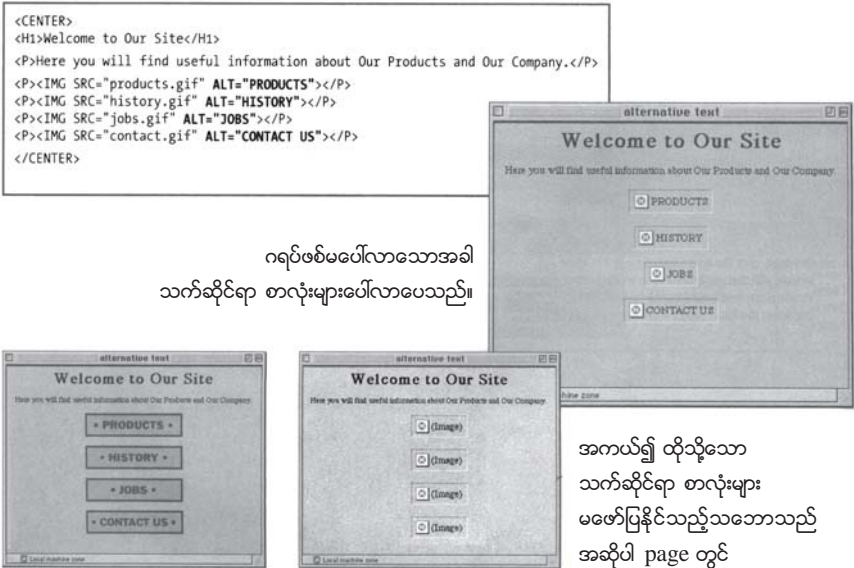 <CENTER>
<H1>Welcome to Our Site</H1>
<P>Here you will find useful information about Our Products and Our Company.</P>
<P><IMG SRC="products.gif" ALT="PRODUCTS"></P>
<P><IMG SRC="history.gif" ALT="HISTORY"></P>
<P><IMG SRC="jobs.gif" ALT="JOBS"></P>
<P><IMG SRC="contact.gif" ALT="CONTACT US"></P>
</CENTER>
alternative text
Welcome to Our Site
Here you will find useful information about Our Products and Our Company.
PRODUCTS
HISTORY
JOBS
CONTACT US
hine zone
ဂရပ်ဖစ်မပေါ်လာသောအခါ
သက်ဆိုင်ရာ စာလုံးများပေါ်လာပေသည်။
alternative text
Welcome to Our Site
Here you will find useful information about Our Products and Our Company.
• PRODUCTS •
• HISTORY •
• JOBS •
• CONTACT US •
Local machine zone
alternative text
Welcome to Our Site
Here you will find useful information about Our Products and Our Company.
(Image)
(Image)
(Image)
(Image)
Local machine zone
အကယ်၍ ထိုသို့သော
သက်ဆိုင်ရာ စာလုံးများ
မဖော်ပြနိုင်သည့်သဘောသည်
အဆိုပါ page တွင်